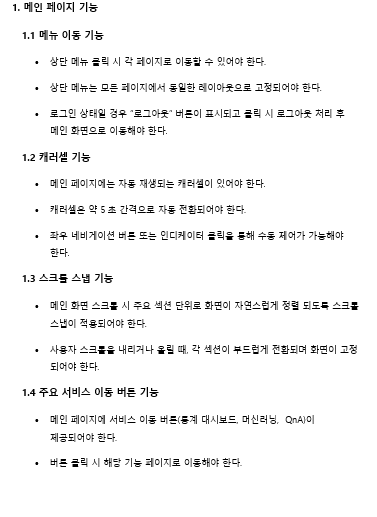 1. 메인 페이지 기능
1.1 메뉴 이동 기능
• 상단 메뉴 클릭 시 각 페이지로 이동할 수 있어야 한다.
• 상단 메뉴는 모든 페이지에서 동일한 레이아웃으로 고정되어야 한다.
• 로그인 상태일 경우 “로그아웃” 버튼이 표시되고 클릭 시 로그아웃 처리 후
메인 화면으로 이동해야 한다.
1.2 캐러셀 기능
• 메인 페이지에는 자동 재생되는 캐러셀이 있어야 한다.
• 캐러셀은 약 5초 간격으로 자동 전환되어야 한다.
• 좌우 네비게이션 버튼 또는 인디케이터 클릭을 통해 수동 제어가 가능해야
한다.
1.3 스크롤 스냅 기능
• 메인 화면 스크롤 시 주요 섹션 단위로 화면이 자연스럽게 정렬 되도록 스크롤
스냅이 적용되어야 한다.
• 사용자 스크롤을 내리거나 올릴 때, 각 섹션이 부드럽게 전환되며 화면이 고정
되어야 한다.
1.4 주요 서비스 이동 버튼 기능
• 메인 페이지에 서비스 이동 버튼(통계 대시보드, 머신러닝, QnA)이
제공되어야 한다.
• 버튼 클릭 시 해당 기능 페이지로 이동해야 한다.